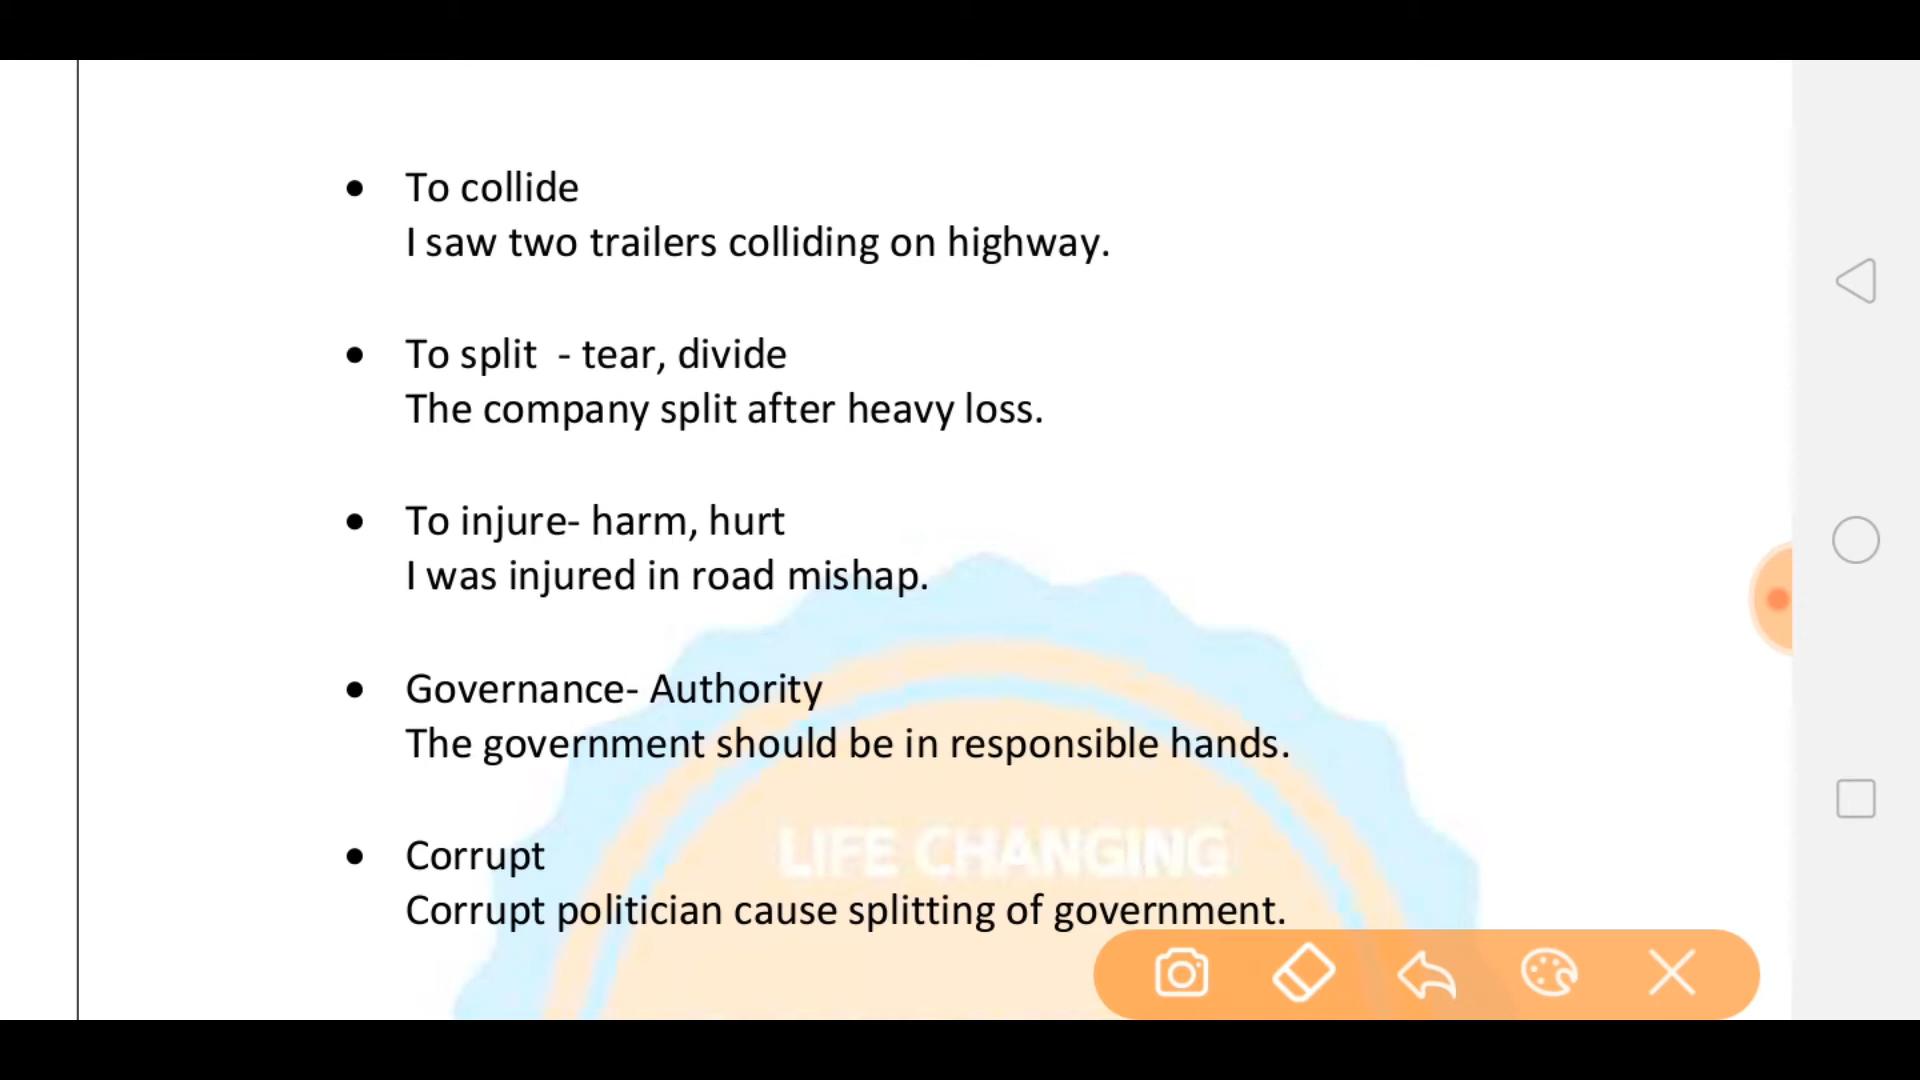 • To collide
I saw two trailers colliding on highway.
• To split - tear, divide
The company split after heavy loss.
• To injure- harm, hurt
I was injured in road mishap.
• Governance- Authority
The government should be in responsible hands.
LIFE CHANGING
• Corrupt
Corrupt politician cause splitting of government.